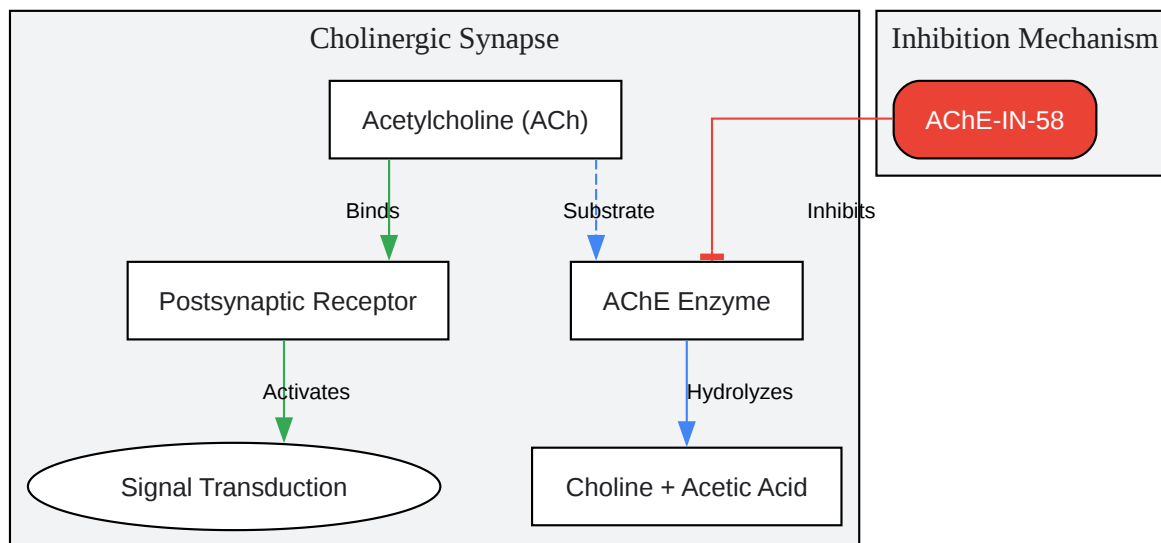 Cholinergic Synapse
Inhibition Mechanism
Acetylcholine (ACh)
AChE-IN-58
Binds
Substrate
Inhibits
Postsynaptic Receptor
AChE Enzyme
Activates
Hydrolyzes
Signal Transduction
Choline + Acetic Acid